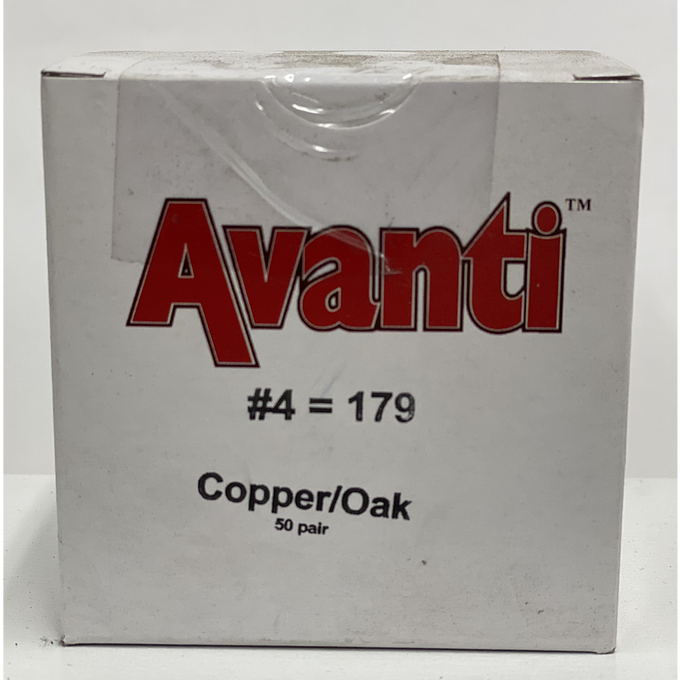 Avanti™
#4 = 179
Copper/Oak
50 pair